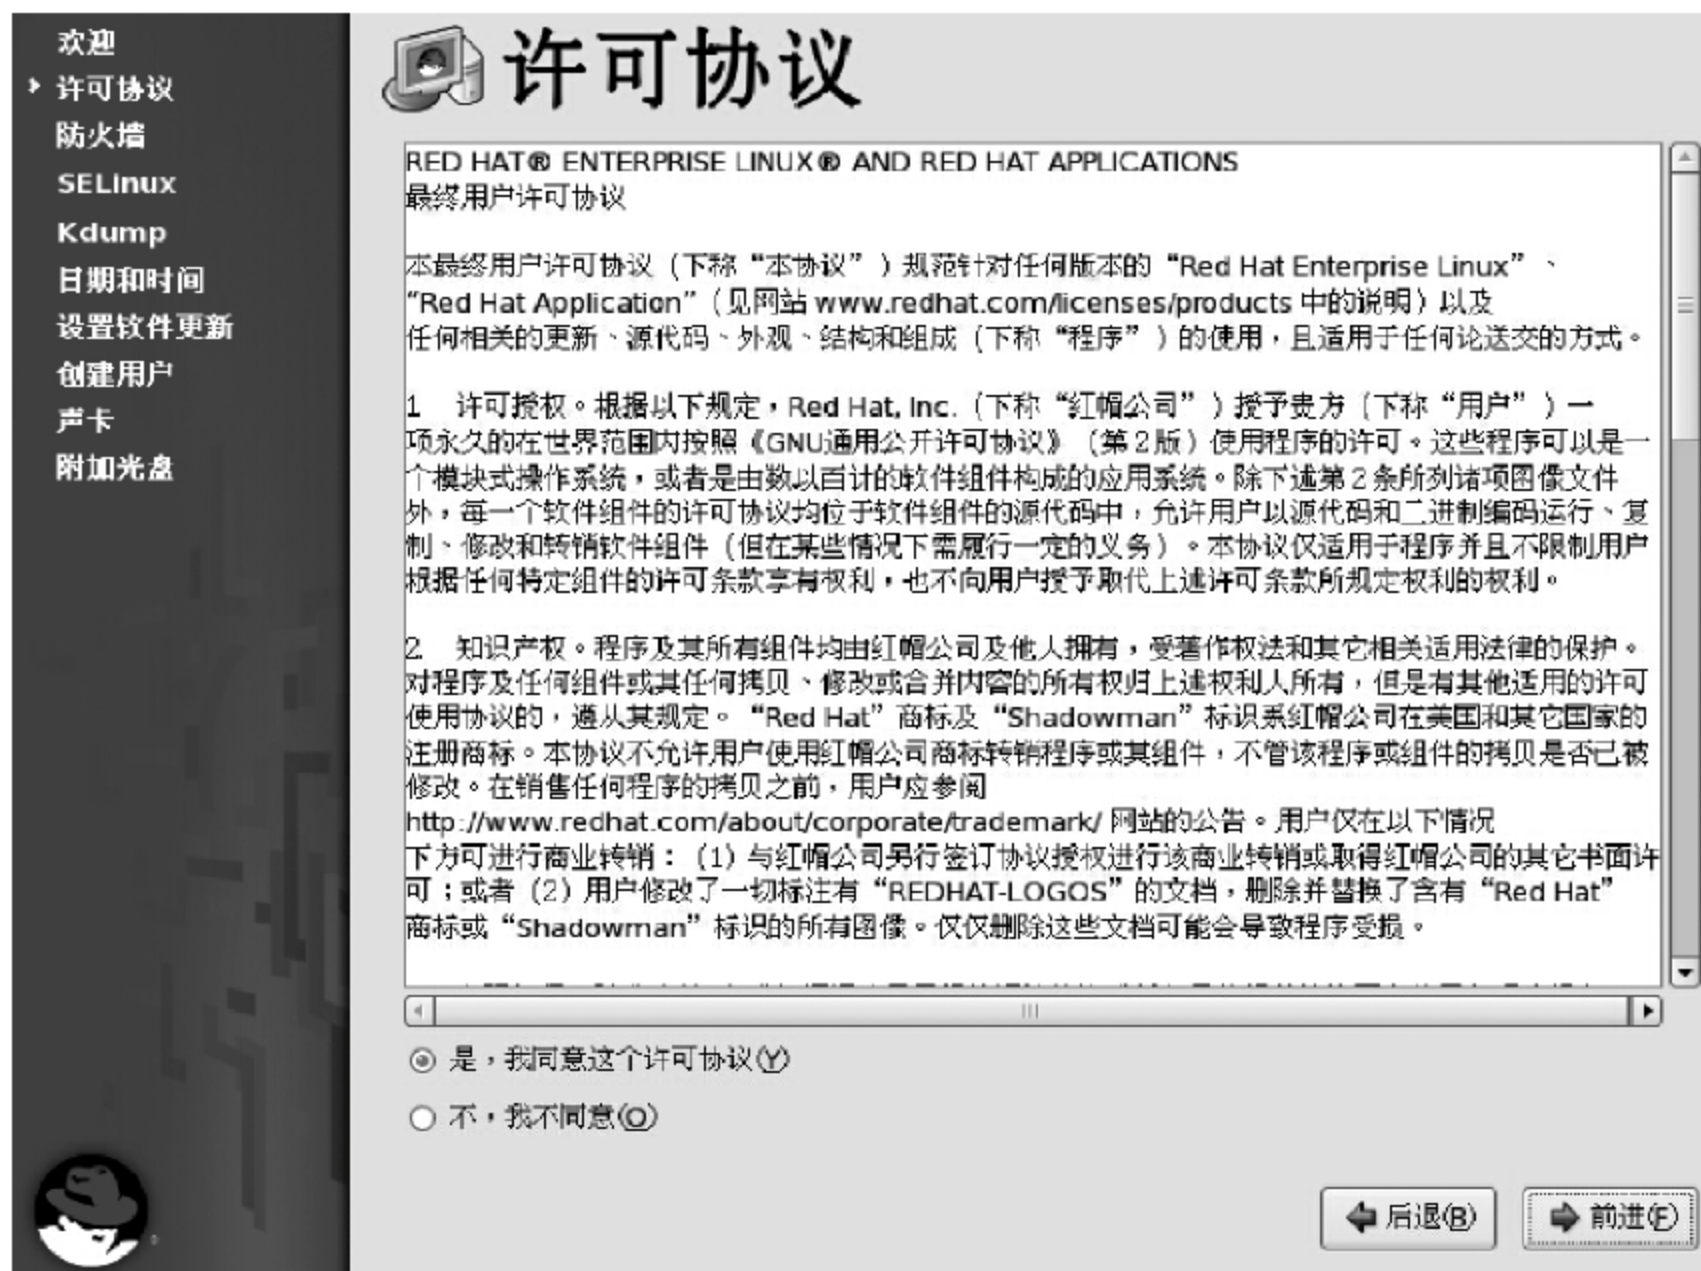 欢迎
许可协议
防火墙
SELinux
Kdump
日期和时间
设置软件更新
创建用户
声卡
附加光盘
许可协议
RED HAT® ENTERPRISE LINUX® AND RED HAT APPLICATIONS
最终用户许可协议
本最终用户许可协议（下称“本协议”）规范针对任何版本的“Red Hat Enterprise Linux”、
“Red Hat Application”（见网站 www.redhat.com/licenses/products 中的说明）以及
任何相关的更新、源代码、外观、结构和组成（下称“程序”）的使用，且适用于任何论送交的方式。
1 许可授权。根据以下规定，Red Hat, Inc.（下称“红帽公司”）授予贵方（下称“用户”）一
项永久的在世界范围内按照《GNU通用公开许可协议》（第2版）使用程序的许可。这些程序可以是一
个模块式操作系统，或者是由数以百计的软件组件构成的应用系统。除下述第2条所列诸项图像文件
外，每一个软件组件的许可协议均位于软件组件的源代码中，允许用户以源代码和二进制编码运行、复
制、修改和转销软件组件（但在某些情况下需履行一定的义务）。本协议仅适用于程序并且不限制用户
根据任何特定组件的许可条款享有权利，也不向用户授予取代上述许可条款所规定权利的权利。
2. 知识产权。程序及其所有组件均由红帽公司及他人拥有，受著作权法和其它相关适用法律的保护。
对程序及任何组件或其任何拷贝、修改或合并内容的所有权归上述权利人所有，但是有其他适用的许可
使用协议的，遵从其规定。“Red Hat”商标及“Shadowman”标识系红帽公司在美国和其它国家的
注册商标。本协议不允许用户使用红帽公司商标转销程序或其组件，不管该程序或组件的拷贝是否已被
修改。在销售任何程序的拷贝之前，用户应参阅
http://www.redhat.com/about/corporate/trademark/ 网站的公告。用户仅在以下情况
下方可进行商业转销：（1）与红帽公司另行签订协议授权进行该商业转销或取得红帽公司的其它书面许
可；或者（2）用户修改了一切标注有“REDHAT-LOGOS”的文档，删除并替换了含有“Red Hat”
商标或“Shadowman”标识的所有图像。仅仅删除这些文档可能会导致程序受损。
是，我同意这个许可协议(Y)
不，我不同意(O)
后退(B)
前进(F)